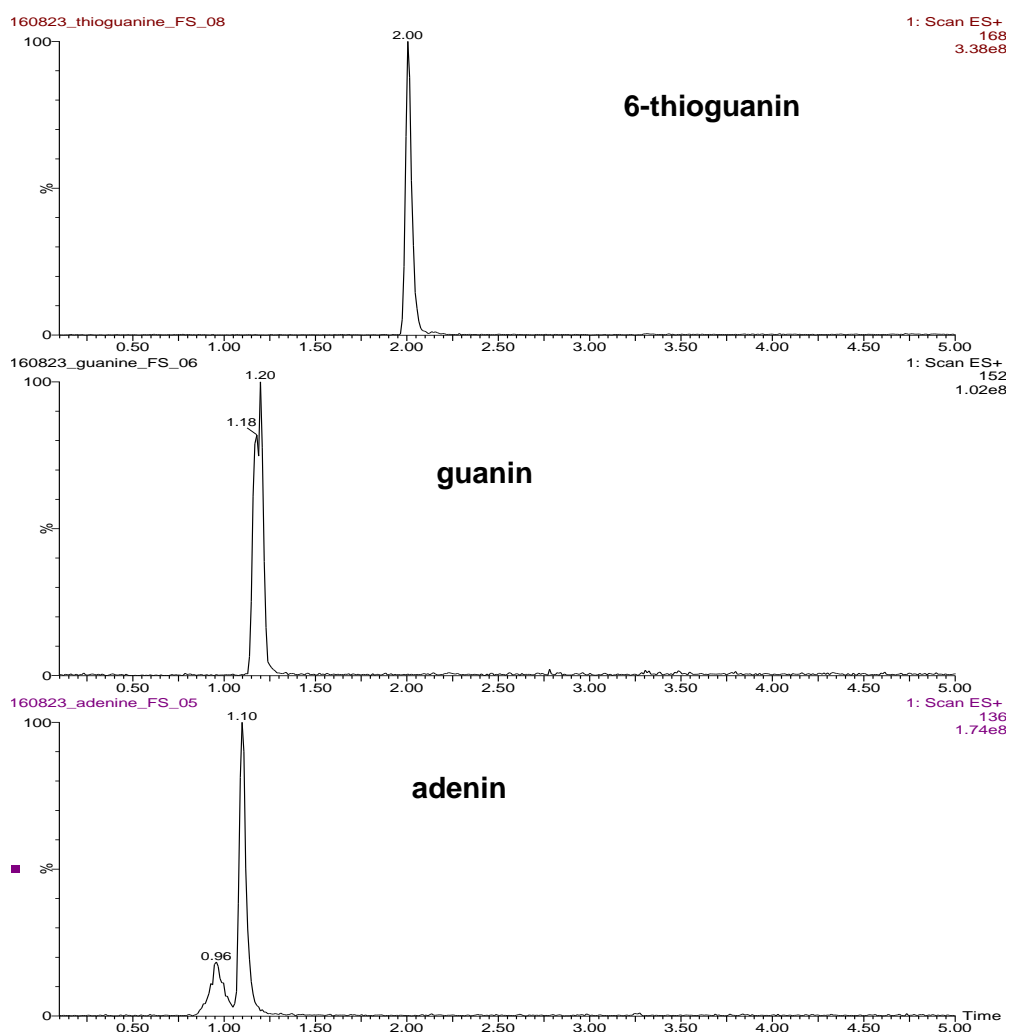 160823_thioguanine_FS_08
1: Scan ES+
168
3.38e8
100
2.00
6-thioguanin
%
0
0.50 1.00 1.50 2.00 2.50 3.00 3.50 4.00 4.50 5.00
160823_guanine_FS_06
1: Scan ES+
152
1.02e8
100
1.20
1.18
guanin
%
0
0.50 1.00 1.50 2.00 2.50 3.00 3.50 4.00 4.50 5.00
160823_adenine_FS_05
1: Scan ES+
136
1.74e8
100
1.10
adenin
%
0.96
0
Time
0.50 1.00 1.50 2.00 2.50 3.00 3.50 4.00 4.50 5.00